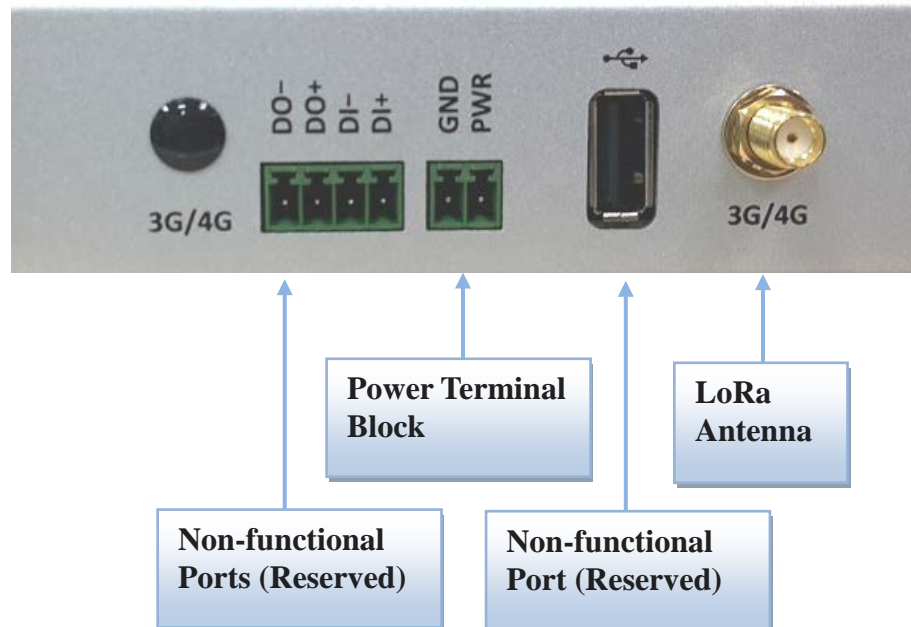 DO–
DO+
DI–
DI+
GND
PWR
3G/4G
3G/4G
Power Terminal
Block
LoRa
Antenna
Non-functional
Ports (Reserved)
Non-functional
Port (Reserved)